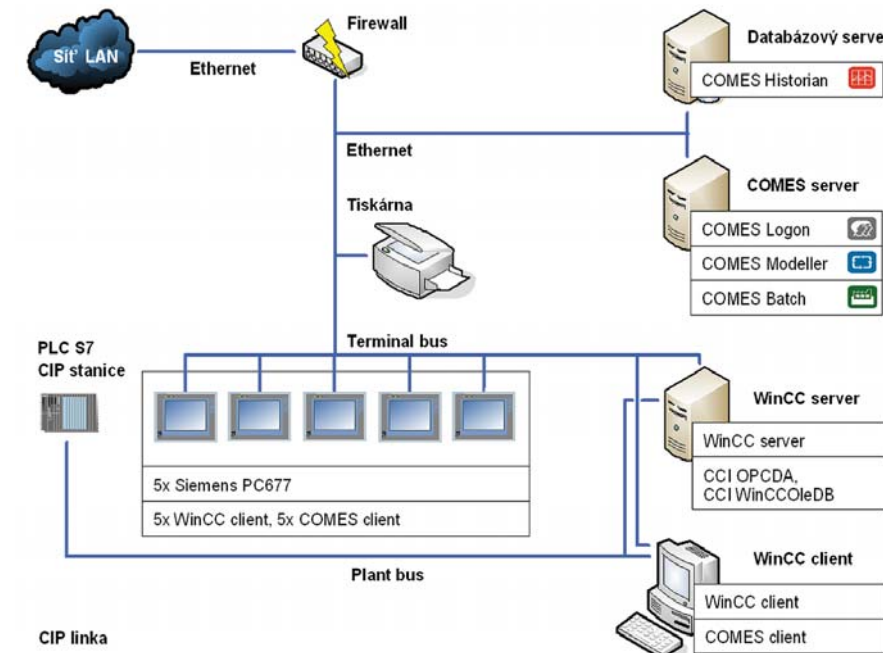 Firewall
Síť LAN
Ethernet
Databázový serve
COMES Historian
Ethernet
COMES server
COMES Logon
COMES Modeller
COMES Batch
Tiskárna
Terminal bus
PLC S7
CIP stanice
5x Siemens PC677
5x WinCC client, 5x COMES client
WinCC server
WinCC server
CCI OPCDA,
CCI WinCCOleDB
Plant bus
WinCC client
WinCC client
COMES client
CIP linka